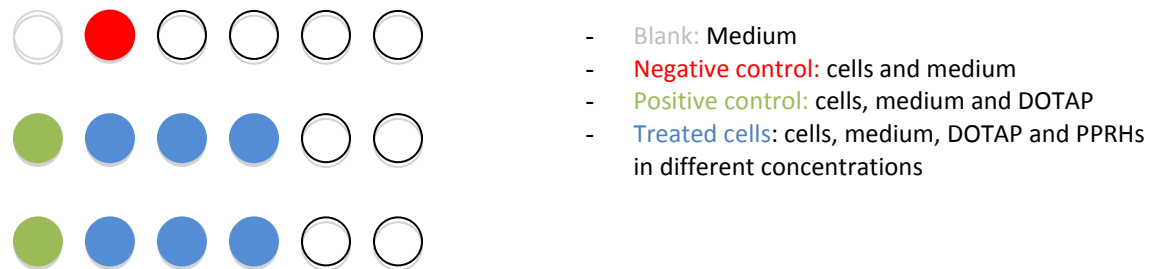 - Blank: Medium
- Negative control: cells and medium
- Positive control: cells, medium and DOTAP
- Treated cells: cells, medium, DOTAP and PPRHs
in different concentrations